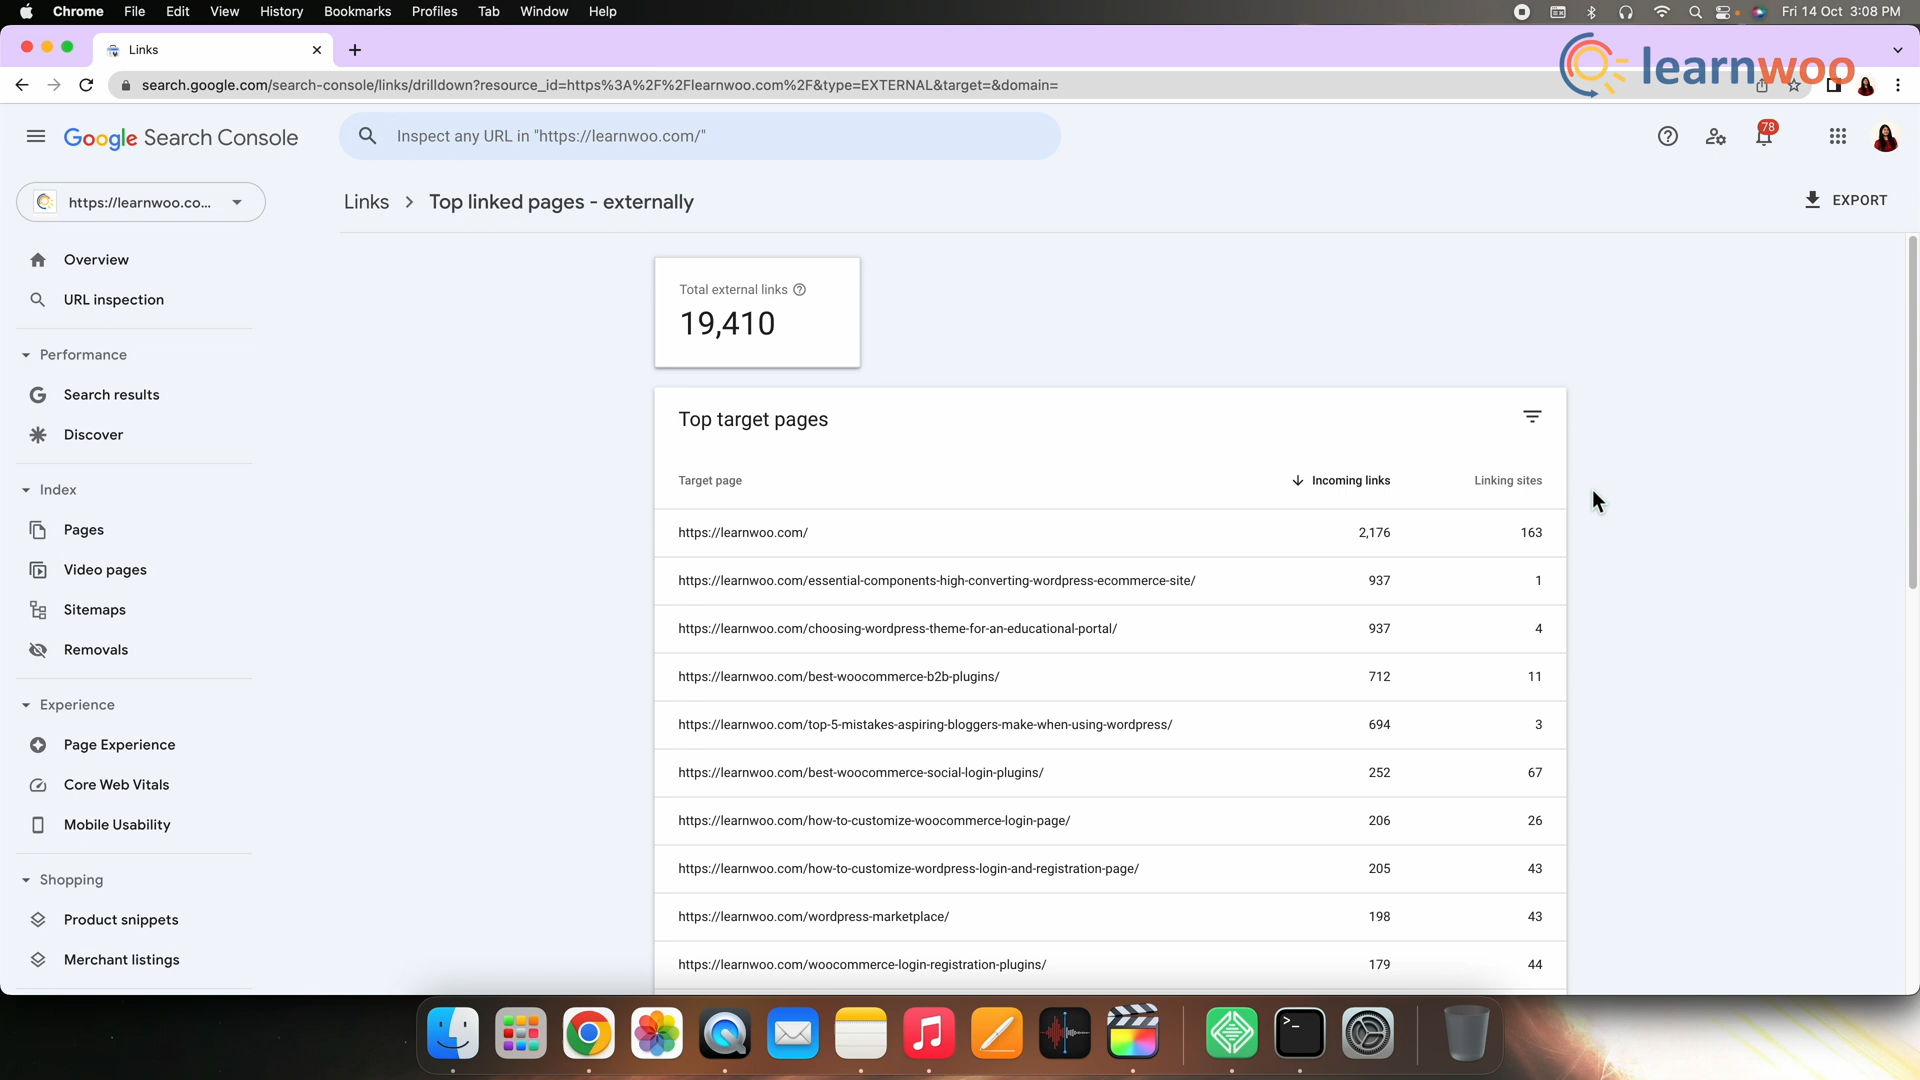 Chrome File Edit View History Bookmarks Profiles Tab Window Help Fri 14 Oct 3:08 PM
Links
learnwoo
search.google.com/search-console/links/drilldown?resource_id=https%3A%2F%2Flearnwoo.com%2F&type=EXTERNAL&target=&domain=
Google Search Console
Inspect any URL in "https://learnwoo.com/"
78
https://learnwoo.co...
Links > Top linked pages - externally
EXPORT
Overview
URL inspection
Performance
Search results
Discover
Index
Pages
Video pages
Sitemaps
Removals
Experience
Page Experience
Core Web Vitals
Mobile Usability
Shopping
Product snippets
Merchant listings
Total external links
19,410
Top target pages
Target page Incoming links Linking sites
https://learnwoo.com/ 2,176 163
https://learnwoo.com/essential-components-high-converting-wordpress-ecommerce-site/ 937 1
https://learnwoo.com/choosing-wordpress-theme-for-an-educational-portal/ 937 4
https://learnwoo.com/best-woocommerce-b2b-plugins/ 712 11
https://learnwoo.com/top-5-mistakes-aspiring-bloggers-make-when-using-wordpress/ 694 3
https://learnwoo.com/best-woocommerce-social-login-plugins/ 252 67
https://learnwoo.com/how-to-customize-woocommerce-login-page/ 206 26
https://learnwoo.com/how-to-customize-wordpress-login-and-registration-page/ 205 43
https://learnwoo.com/wordpress-marketplace/ 198 43
https://learnwoo.com/woocommerce-login-registration-plugins/ 179 44